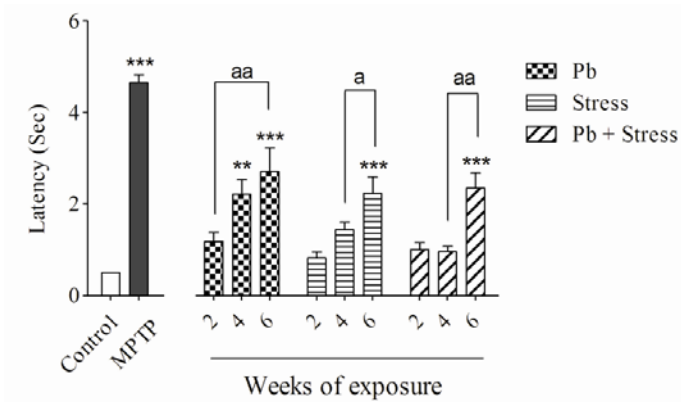 6
4
2
0
Latency (Sec)
***
**
***
***
***
aa
a
aa
Pb
Stress
Pb + Stress
Control
MPTP
2 4 6 2 4 6 2 4 6
Weeks of exposure